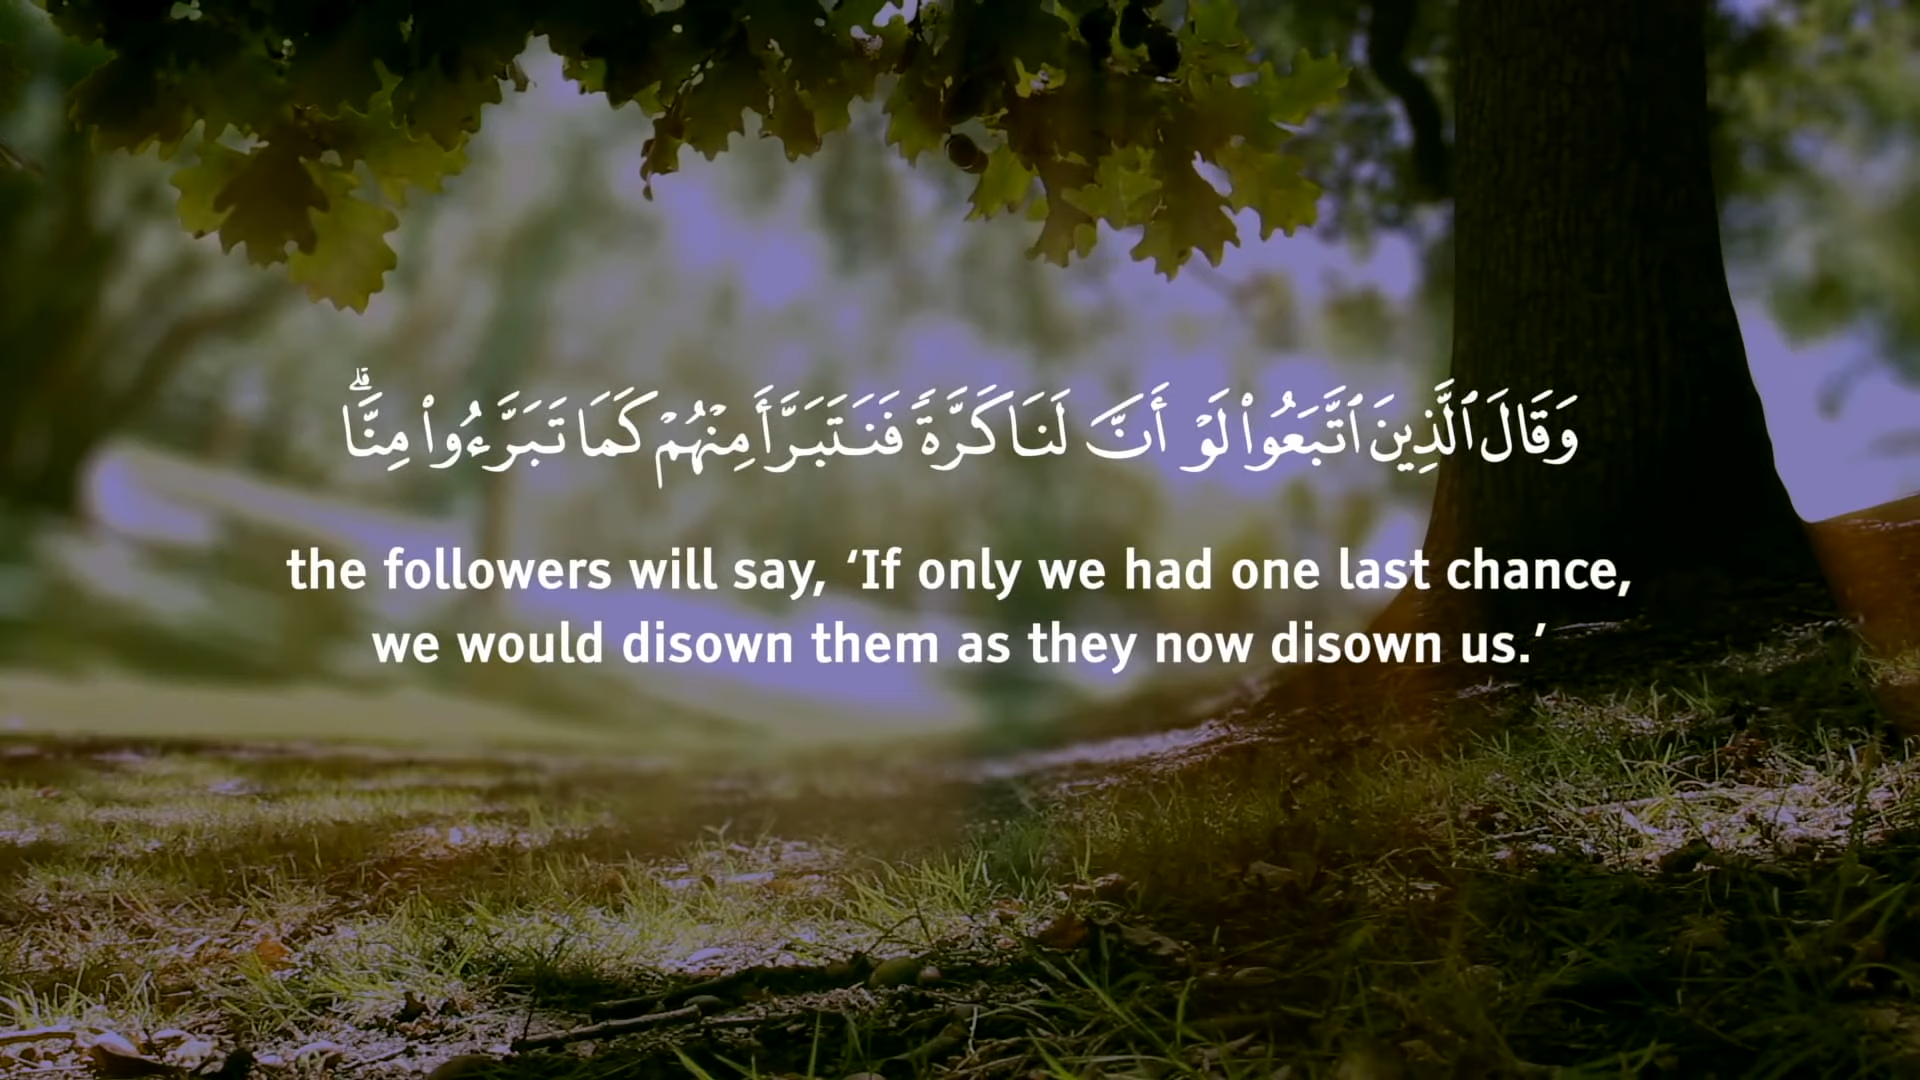 وَقَالَ ٱلَّذِينَ ٱتَّبَعُوا۟ لَوْ أَنَّ لَنَا كَرَّةً فَنَتَبَرَّأَ مِنْهُمْ كَمَا تَبَرَّءُوا۟ مِنَّا ۗ
the followers will say, ‘If only we had one last chance,
we would disown them as they now disown us.’